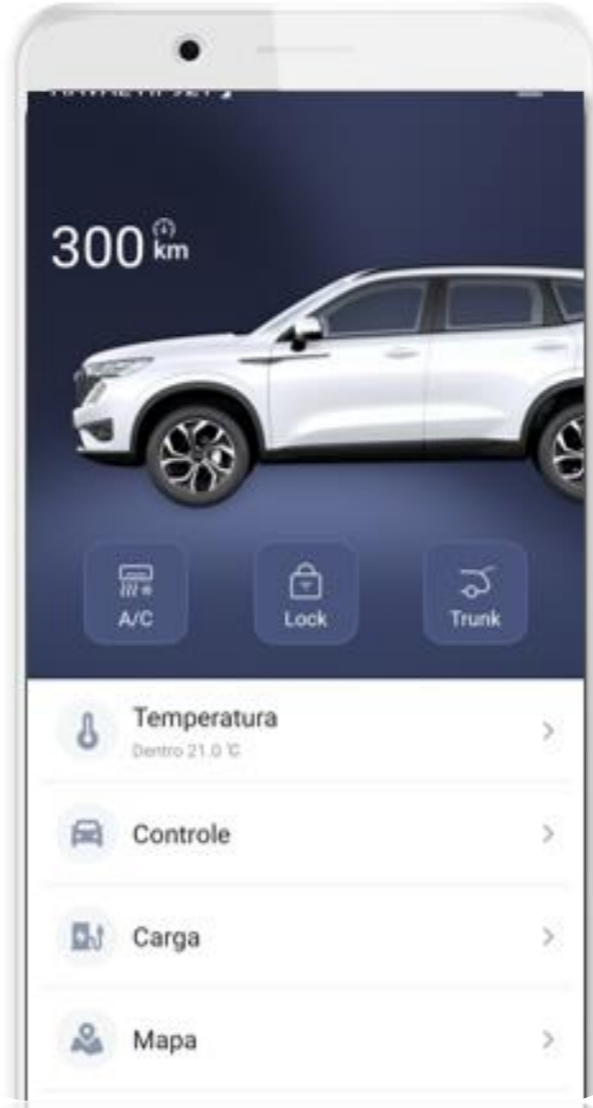 300 km
A/C
Lock
Trunk
Temperatura
Dentro 21.0 °C
Controle
Carga
Mapa